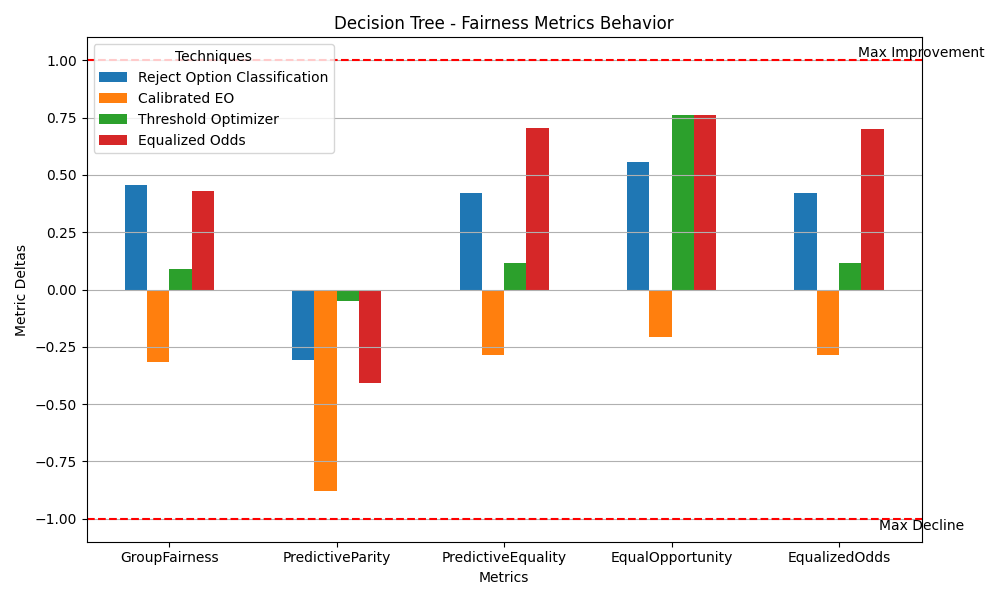 Decision Tree - Fairness Metrics Behavior
Max Improvement
Techniques
Reject Option Classification
Calibrated EO
Threshold Optimizer
Equalized Odds
Metric Deltas
1.00
0.75
0.50
0.25
0.00
−0.25
−0.50
−0.75
−1.00
Max Decline
GroupFairness
PredictiveParity
PredictiveEquality
EqualOpportunity
EqualizedOdds
Metrics